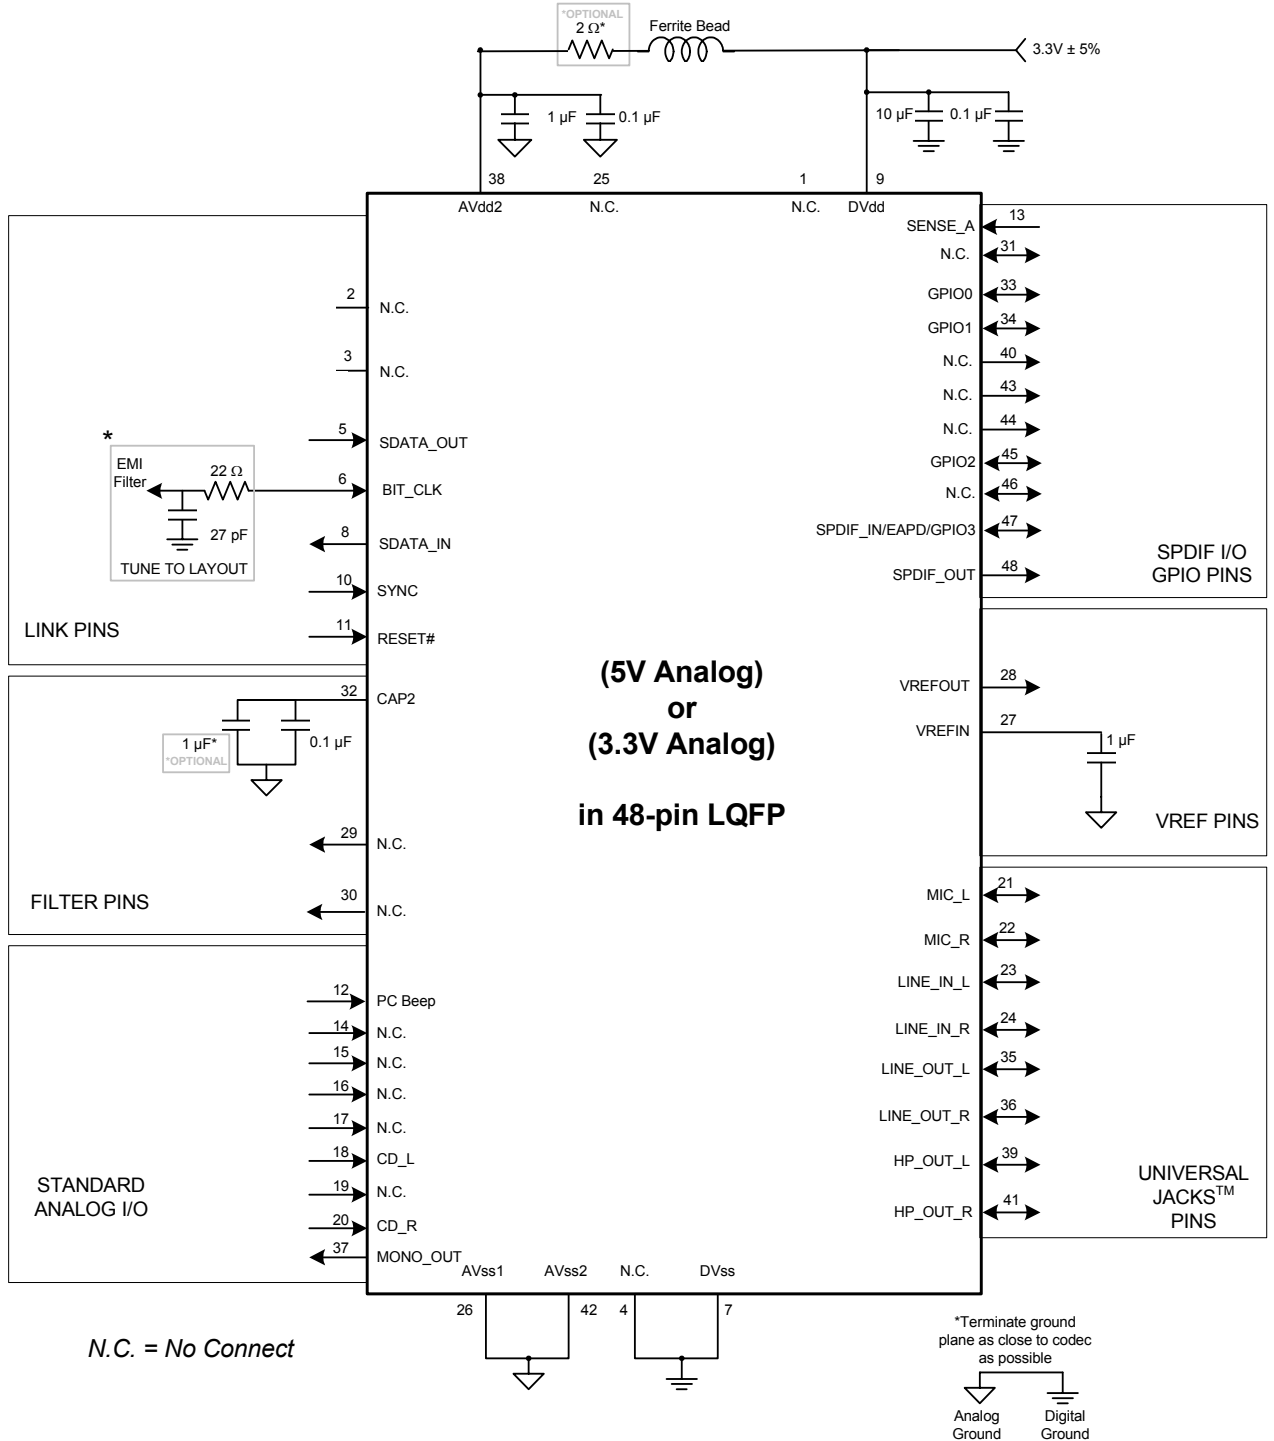 *OPTIONAL
2 Ω*
Ferrite Bead
3.3V ± 5%
1 µF
0.1 µF
10 µF
0.1 µF
38
25
1
9
AVdd2
N.C.
N.C.
DVdd
2
N.C.
3
N.C.
5
SDATA_OUT
*
EMI
Filter
22 Ω
27 pF
TUNE TO LAYOUT
6
BIT_CLK
8
SDATA_IN
10
SYNC
11
RESET#
LINK PINS
32
CAP2
1 µF*
*OPTIONAL
0.1 µF
29
N.C.
30
N.C.
FILTER PINS
12
PC Beep
14
N.C.
15
N.C.
16
N.C.
17
N.C.
18
CD_L
19
N.C.
20
CD_R
37
MONO_OUT
STANDARD
ANALOG I/O
(5V Analog)
or
(3.3V Analog)
in 48-pin LQFP
SENSE_A
13
N.C.
31
GPIO0
33
GPIO1
34
N.C.
40
N.C.
43
N.C.
44
GPIO2
45
N.C.
46
SPDIF_IN/EAPD/GPIO3
47
SPDIF_OUT
48
SPDIF I/O
GPIO PINS
VREFOUT
28
VREFIN
27
1 µF
VREF PINS
MIC_L
21
MIC_R
22
LINE_IN_L
23
LINE_IN_R
24
LINE_OUT_L
35
LINE_OUT_R
36
HP_OUT_L
39
HP_OUT_R
41
UNIVERSAL
JACKS™
PINS
AVss1
AVss2
N.C.
DVss
26
42
4
7
N.C. = No Connect
*Terminate ground
plane as close to codec
as possible
Analog
Ground
Digital
Ground